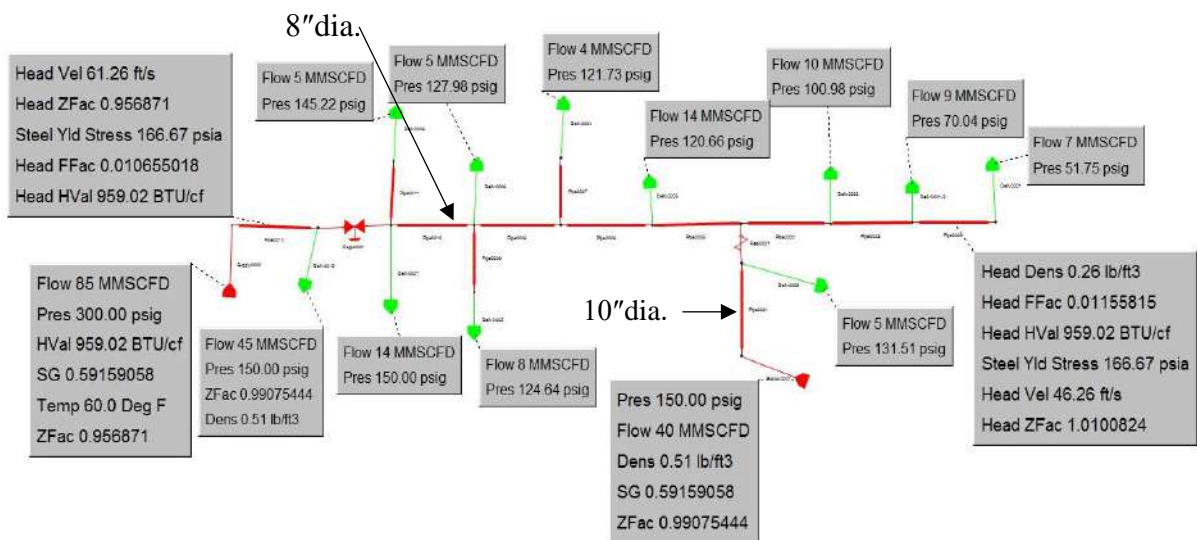 8″dia.
Head Vel 61.26 ft/s
Head ZFac 0.956871
Steel Yld Stress 166.67 psia
Head FFac 0.010655018
Head HVal 959.02 BTU/cf
Flow 5 MMSCFD
Pres 145.22 psig
Flow 5 MMSCFD
Pres 127.98 psig
Flow 4 MMSCFD
Pres 121.73 psig
Flow 14 MMSCFD
Pres 120.66 psig
Flow 10 MMSCFD
Pres 100.98 psig
Flow 9 MMSCFD
Pres 70.04 psig
Flow 7 MMSCFD
Pres 51.75 psig
Flow 85 MMSCFD
Pres 300.00 psig
HVal 959.02 BTU/cf
SG 0.59159058
Temp 60.0 Deg F
ZFac 0.956871
Flow 45 MMSCFD
Pres 150.00 psig
ZFac 0.99075444
Dens 0.51 lb/ft3
Flow 14 MMSCFD
Pres 150.00 psig
Flow 8 MMSCFD
Pres 124.64 psig
10″dia.
Pres 150.00 psig
Flow 40 MMSCFD
Dens 0.51 lb/ft3
SG 0.59159058
ZFac 0.99075444
Flow 5 MMSCFD
Pres 131.51 psig
Head Dens 0.26 lb/ft3
Head FFac 0.01155815
Head HVal 959.02 BTU/cf
Steel Yld Stress 166.67 psia
Head Vel 46.26 ft/s
Head ZFac 1.0100824